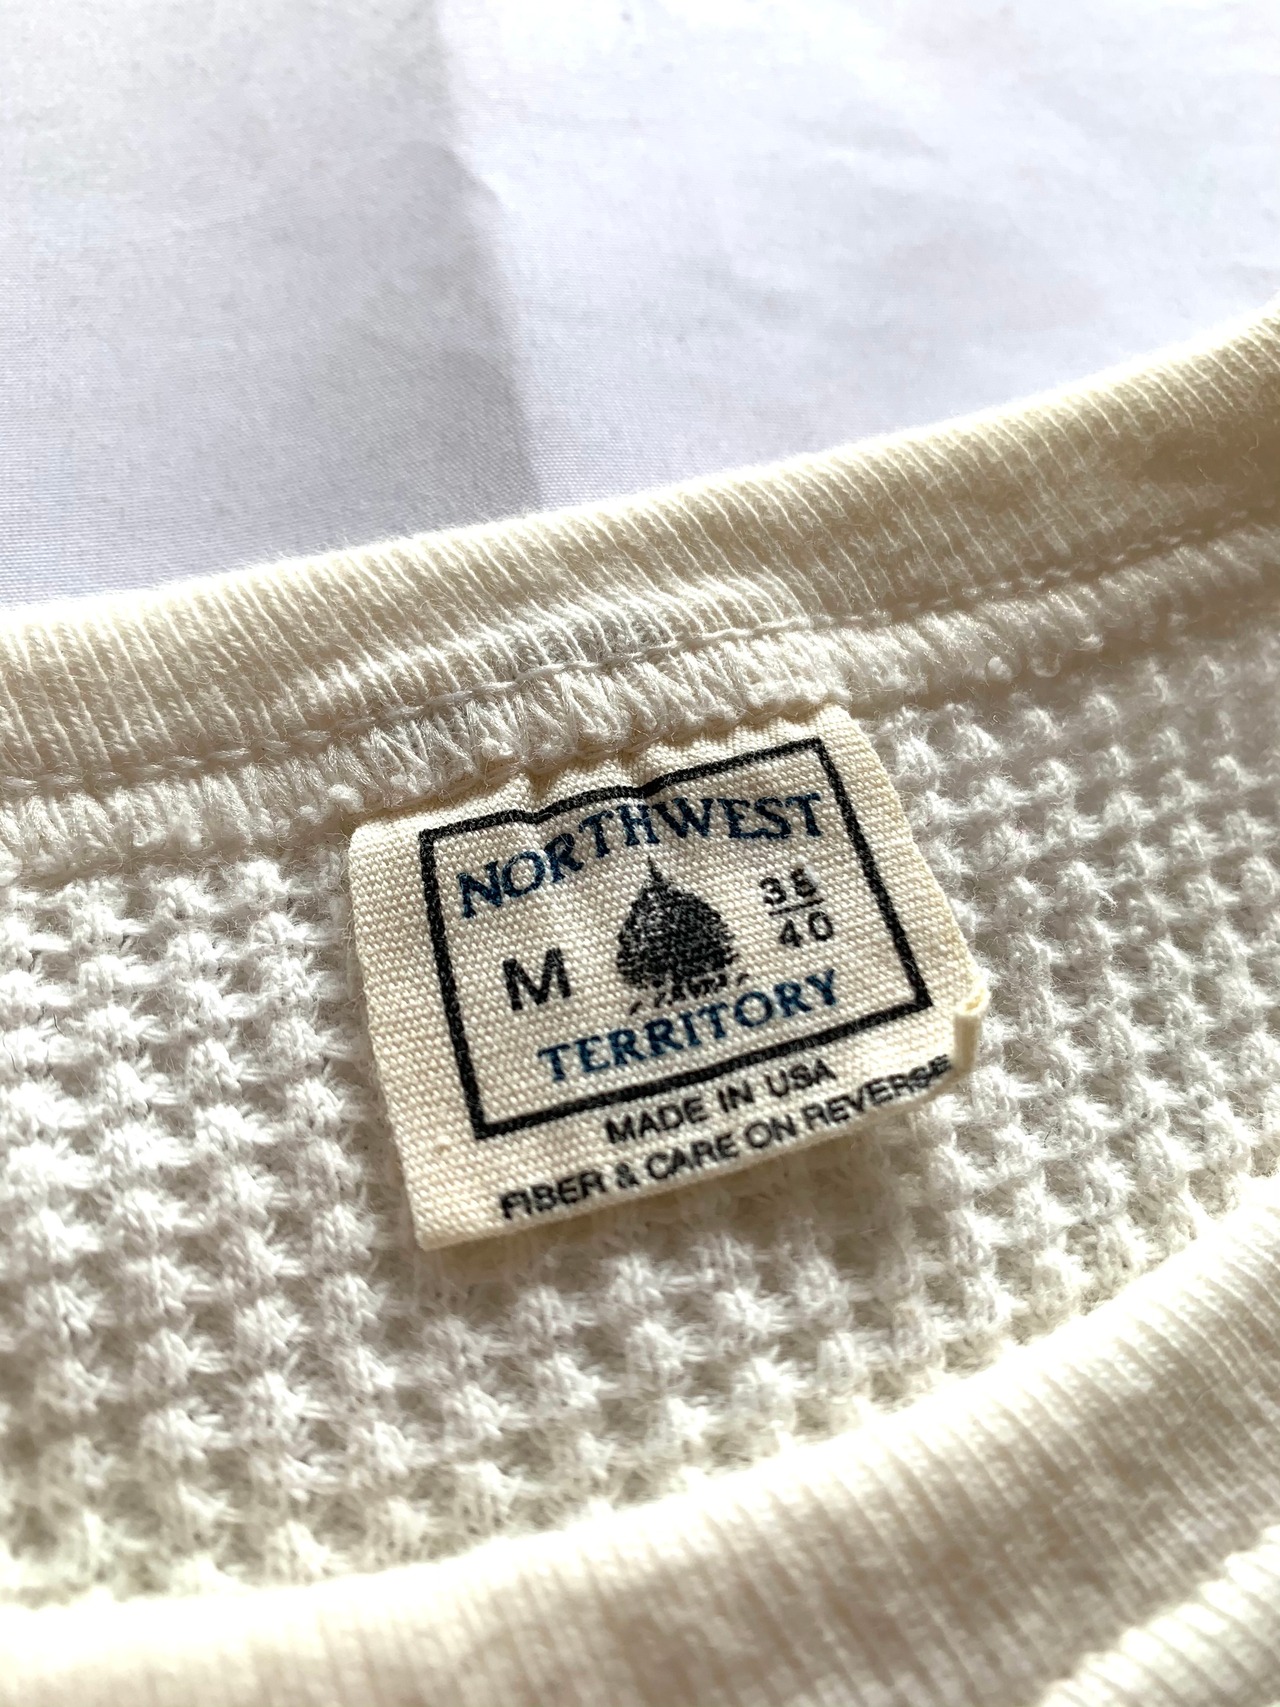 NORTHWEST
M
38
40
TERRITORY
MADE IN USA
FIBER & CARE ON REVERSE